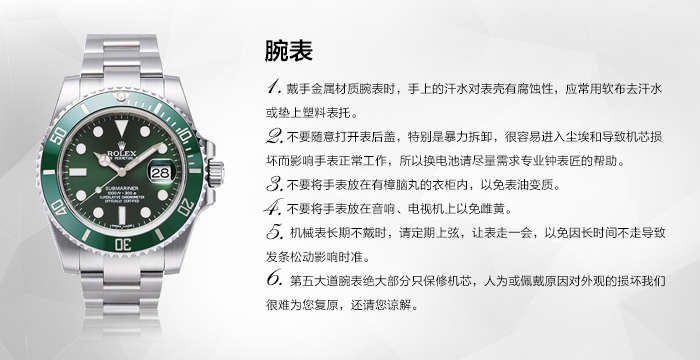 腕表
1. 戴手金属材质腕表时，手上的汗水对表壳有腐蚀性，应常用软布去汗水
或垫上塑料表托。
2. 不要随意打开表后盖，特别是暴力拆卸，很容易进入尘埃和导致机芯损
坏而影响手表正常工作，所以换电池请尽量需求专业钟表匠的帮助。
3. 不要将手表放在有樟脑丸的衣柜内，以免表油变质。
4. 不要将手表放在音响、电视机上以免雌黄。
5. 机械表长期不戴时，请定期上弦，让表走一会，以免因长时间不走导致
发条松动影响时准。
6. 第五大道腕表绝大部分只保修机芯，人为或佩戴原因对外观的损坏我们
很难为您复原，还请您谅解。
ROLEX
OYSTER PERPETUAL
28
SUBMARINER
1000ft = 300m
SUPERLATIVE CHRONOMETER
OFFICIALLY CERTIFIED
10
20
30
40
50